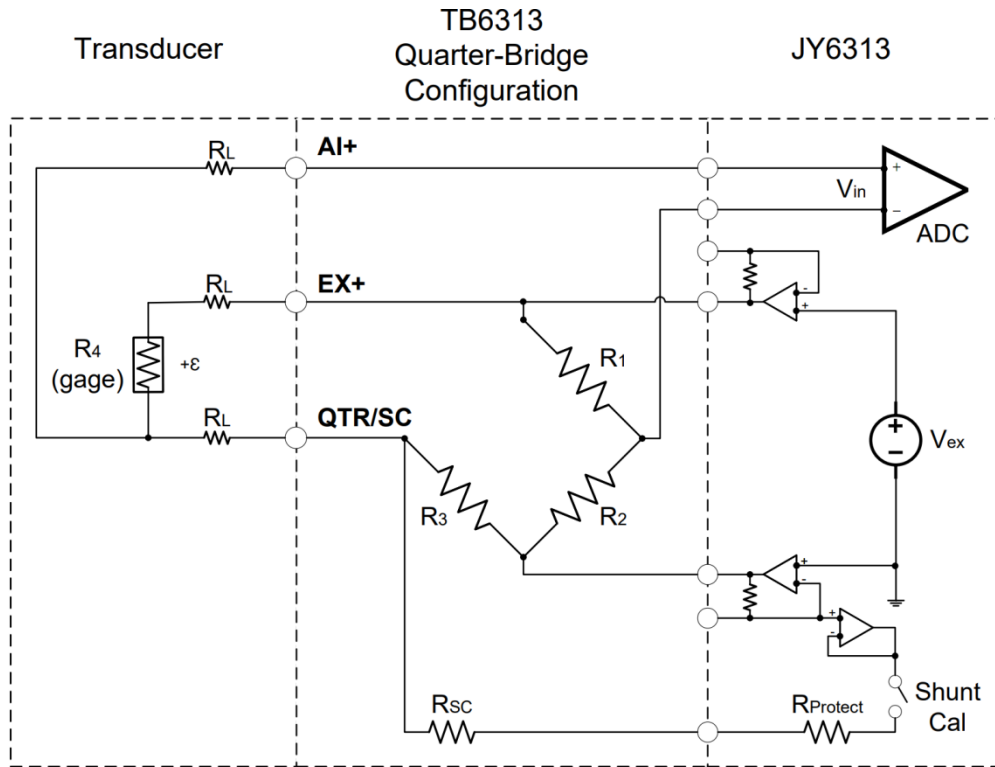 Transducer
TB6313
Quarter-Bridge
Configuration
JY6313
RL
AI+
Vin
+
−
ADC
RL
EX+
-
+
R4
(gage)
+ε
R1
RL
QTR/SC
+
−
Vex
R3
R2
+
-
+
-
RSC
RProtect
Shunt
Cal